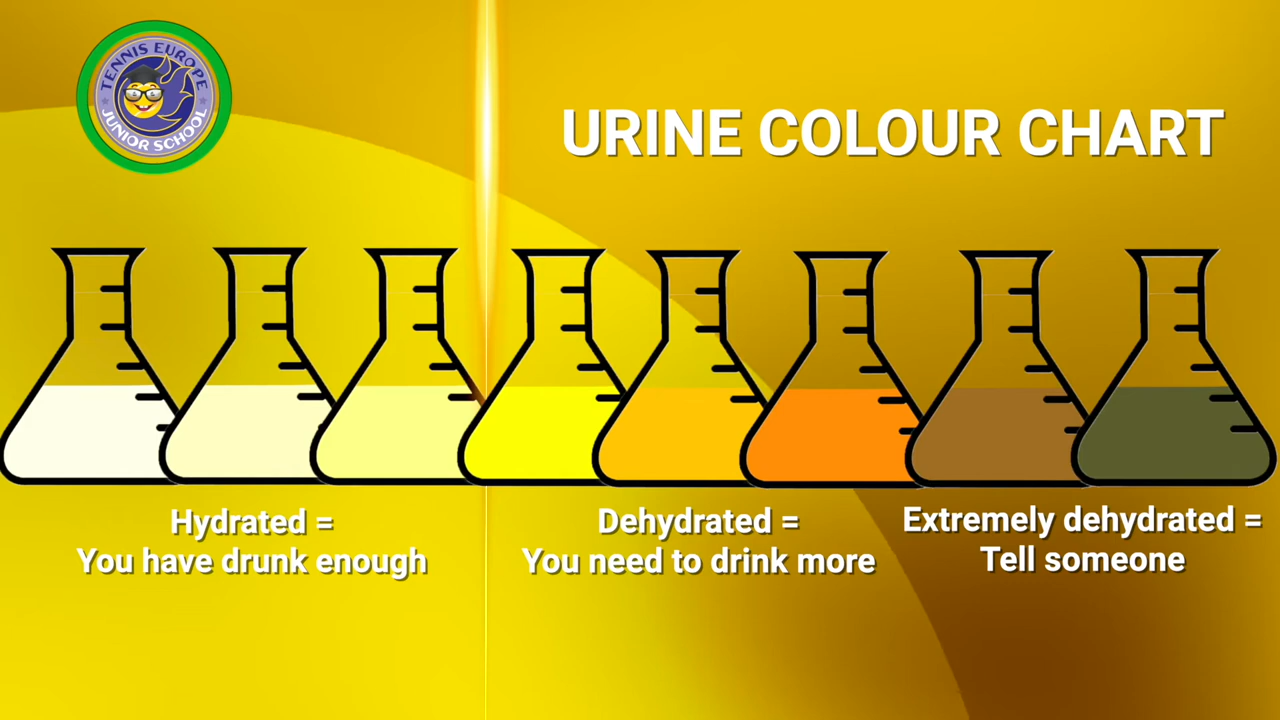 TENNIS EUROPE
JUNIOR SCHOOL
URINE COLOUR CHART
Hydrated =
You have drunk enough
Dehydrated =
You need to drink more
Extremely dehydrated =
Tell someone